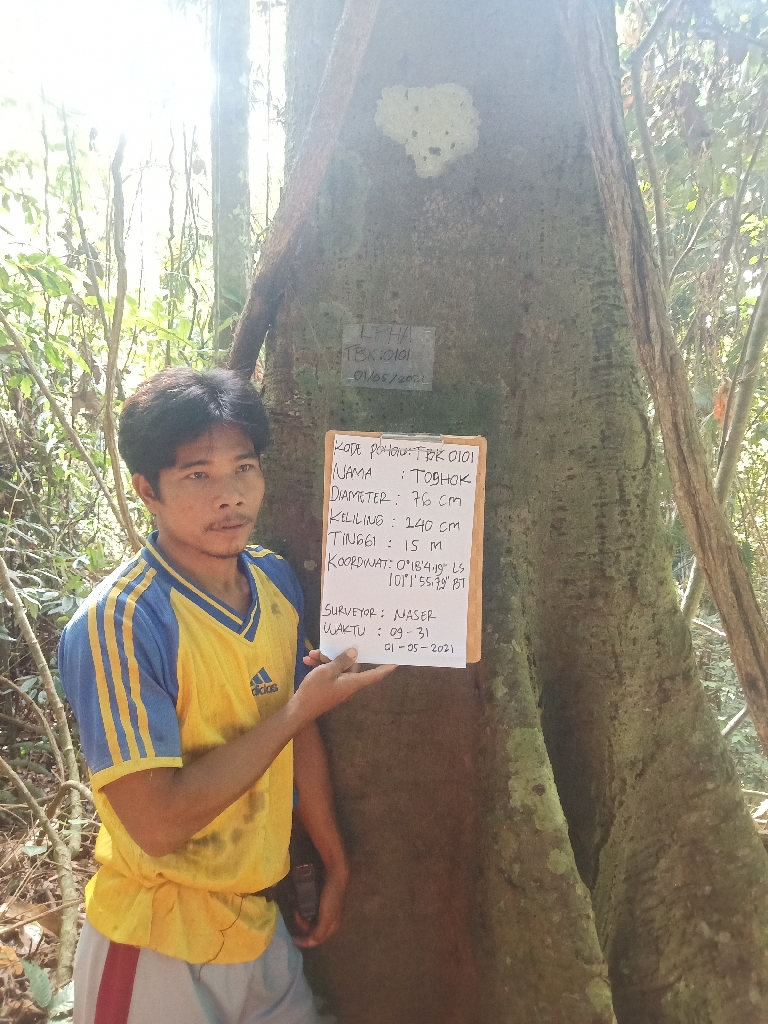 LPHA
TBK 0101
01/05/2021
KODE POHON: TBK 0101
NAMA : TOGHOK
DIAMETER : 76 CM
KELILING : 240 CM
TINGGI : 15 M
KOORDINAT: 0°18'4.19" LS
101°1'55.79" BT
SURVEYOR : NASER
WAKTU : 09-31
01-05-2021
adidas